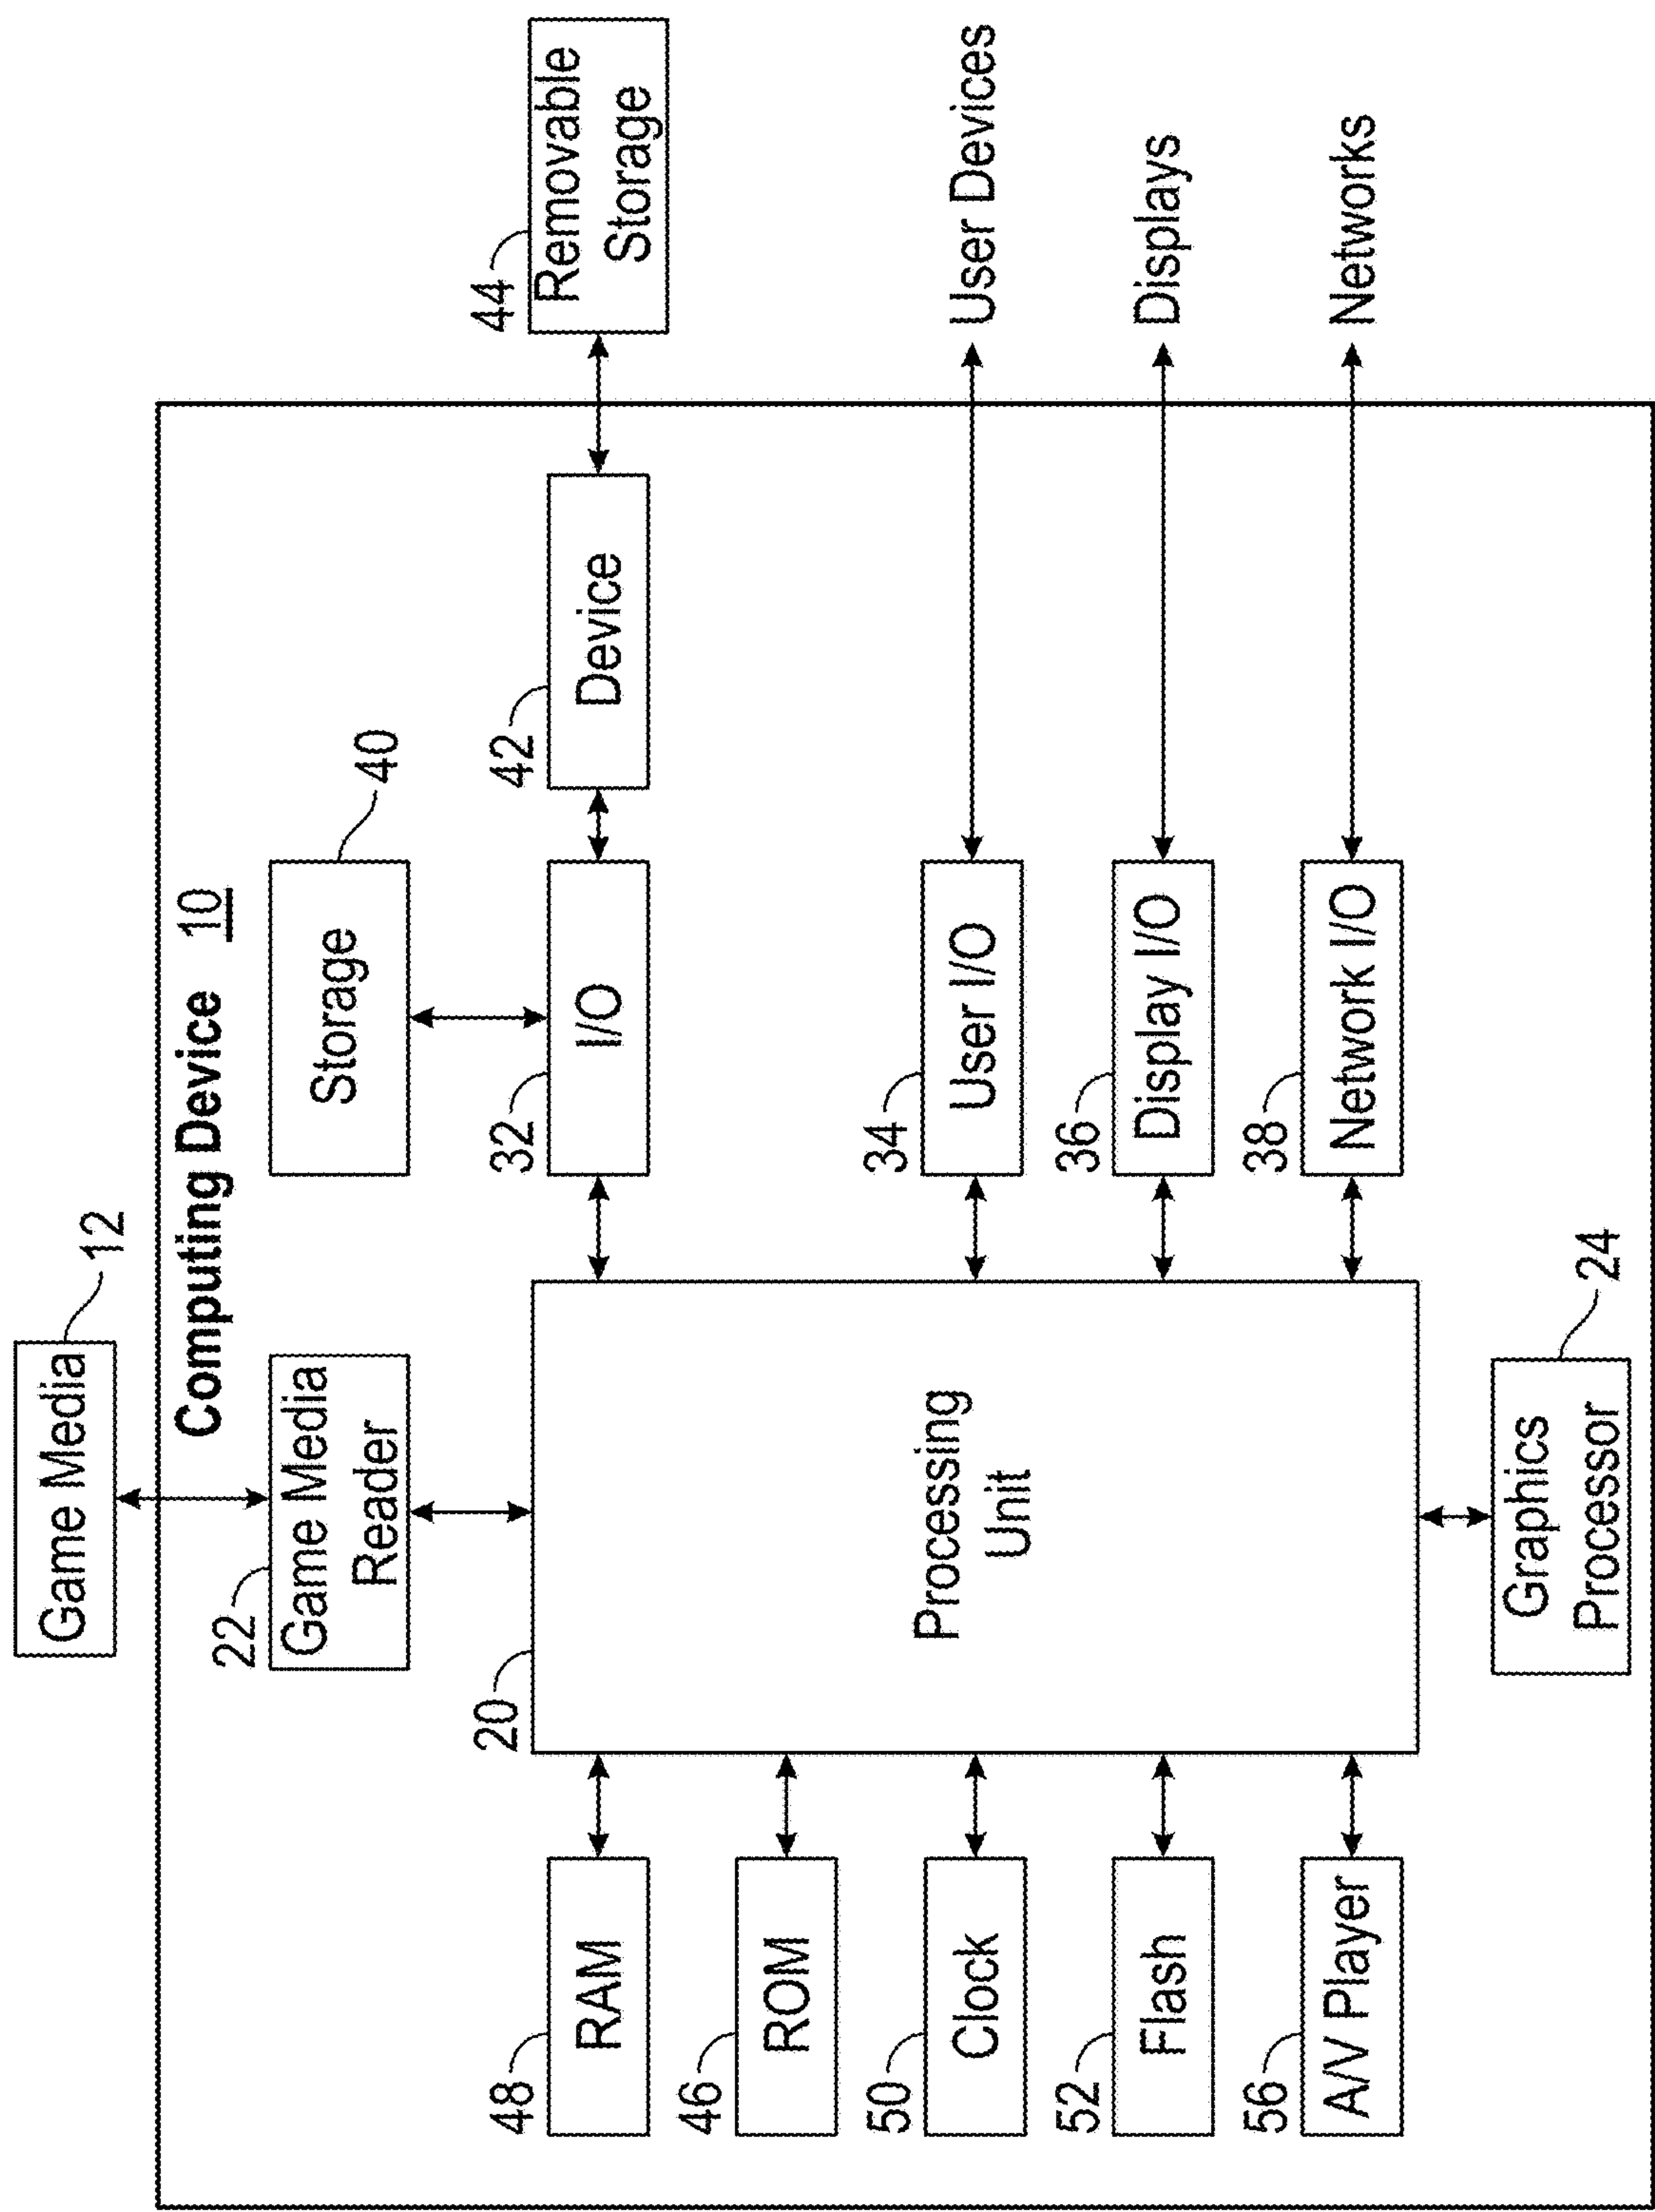 Game Media
12
Computing Device 10
22
Game Media
Reader
Storage
40
44
Removable
Storage
48
RAM
20
Processing
Unit
32
I/O
42
Device
46
ROM
50
Clock
34
User I/O
User Devices
52
Flash
36
Display I/O
Displays
56
A/V Player
38
Network I/O
Networks
Graphics
Processor
24